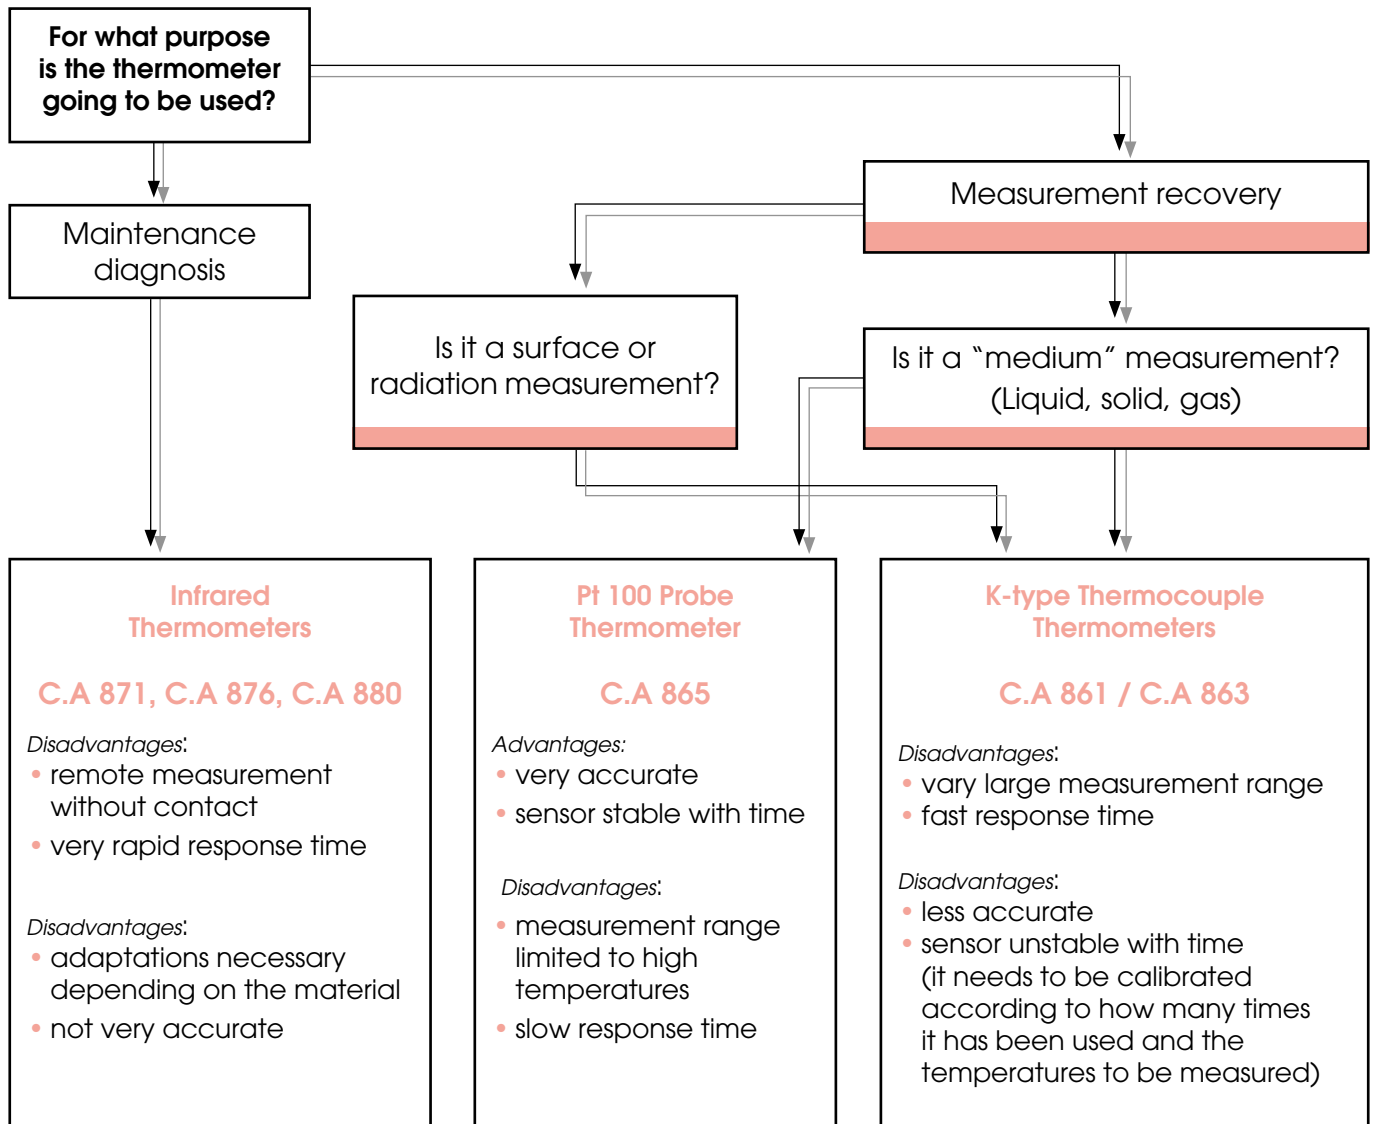 For what purpose
is the thermometer
going to be used?
Measurement recovery
Maintenance
diagnosis
Is it a surface or
radiation measurement?
Is it a “medium” measurement?
(Liquid, solid, gas)
Infrared
Thermometers
C.A 871, C.A 876, C.A 880
Disadvantages:
• remote measurement
without contact
• very rapid response time
Disadvantages:
• adaptations necessary
depending on the material
• not very accurate
Pt 100 Probe
Thermometer
C.A 865
Advantages:
• very accurate
• sensor stable with time
Disadvantages:
• measurement range
limited to high
temperatures
• slow response time
K-type Thermocouple
Thermometers
C.A 861 / C.A 863
Disadvantages:
• vary large measurement range
• fast response time
Disadvantages:
• less accurate
• sensor unstable with time
(it needs to be calibrated
according to how many times
it has been used and the
temperatures to be measured)